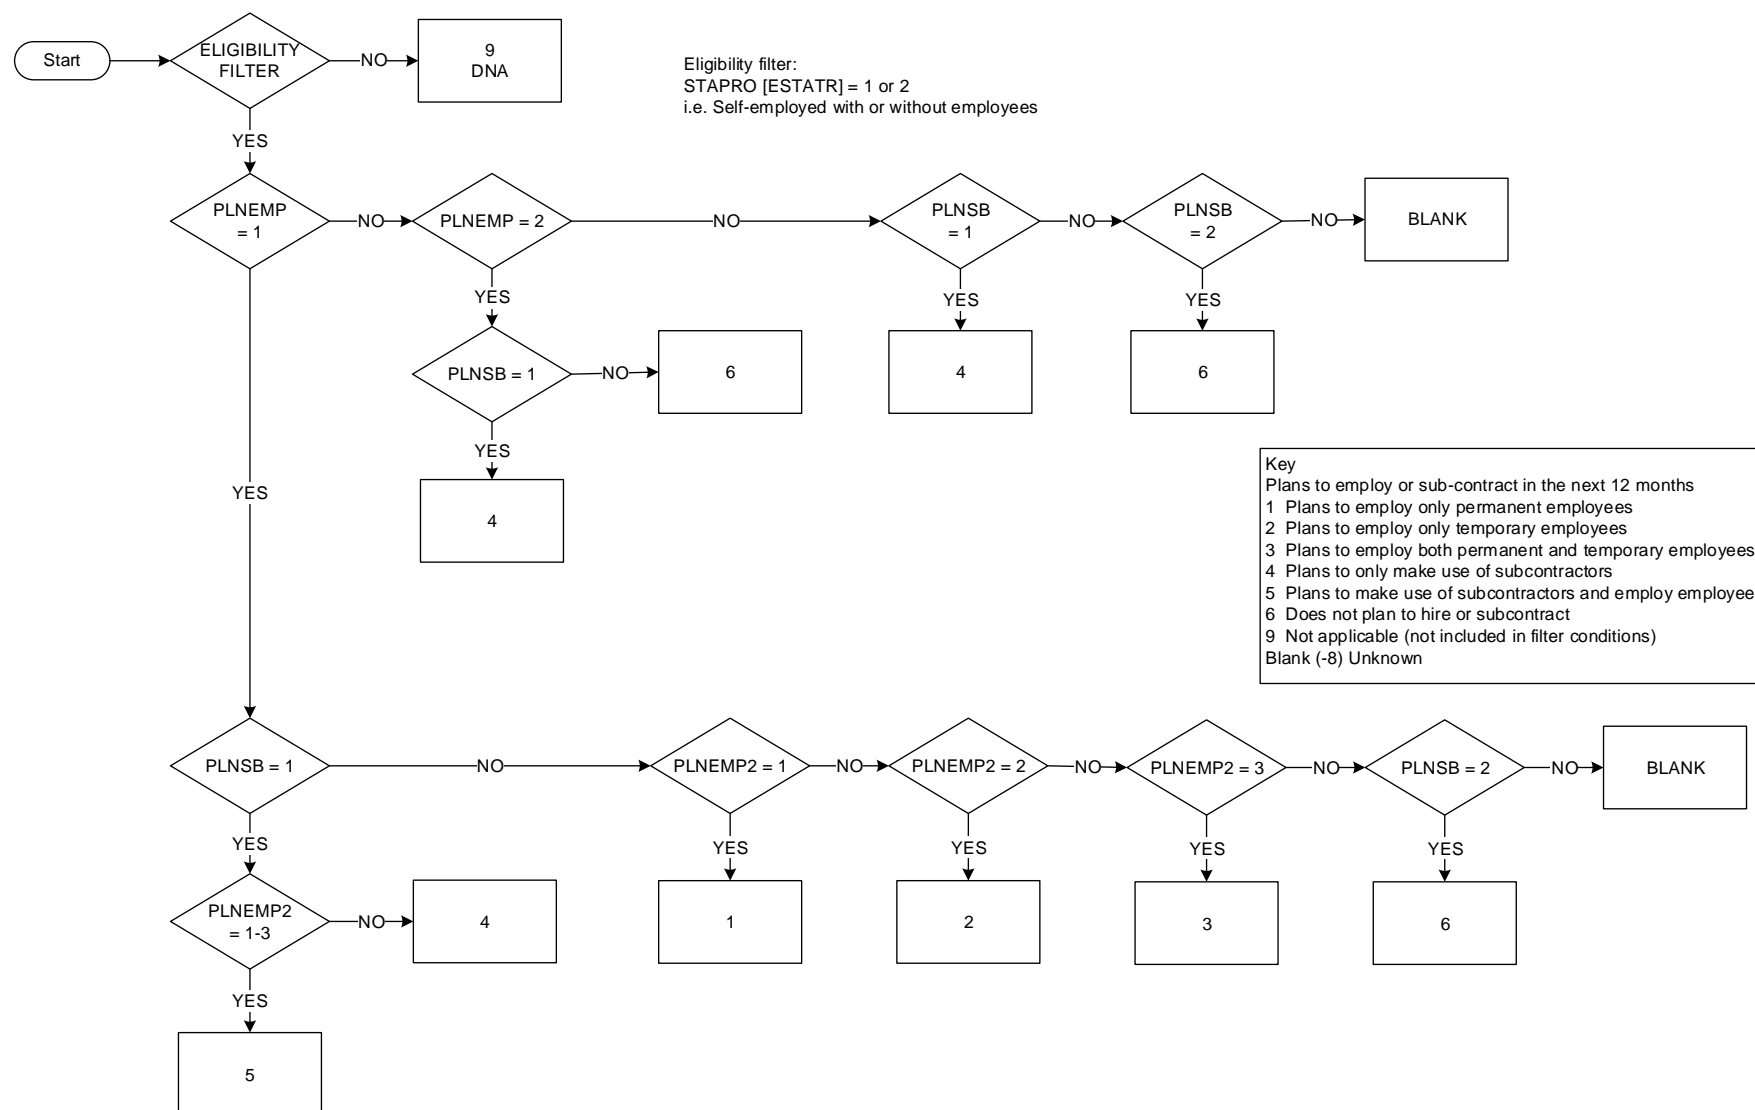 Start
ELIGIBILITY
FILTER
NO
9
DNA
Eligibility filter:
STAPRO [ESTATR] = 1 or 2
i.e. Self-employed with or without employees
YES
PLNEMP
= 1
NO
PLNEMP = 2
NO
PLNSB
= 1
NO
PLNSB
= 2
NO
BLANK
YES
YES
YES
PLNSB = 1
NO
6
4
6
YES
4
YES
Key
Plans to employ or sub-contract in the next 12 months
1 Plans to employ only permanent employees
2 Plans to employ only temporary employees
3 Plans to employ both permanent and temporary employees
4 Plans to only make use of subcontractors
5 Plans to make use of subcontractors and employ employee
6 Does not plan to hire or subcontract
9 Not applicable (not included in filter conditions)
Blank (-8) Unknown
PLNSB = 1
NO
PLNEMP2 = 1
NO
PLNEMP2 = 2
NO
PLNEMP2 = 3
NO
PLNSB = 2
NO
BLANK
YES
YES
YES
YES
YES
PLNEMP2
= 1-3
NO
4
1
2
3
6
YES
5